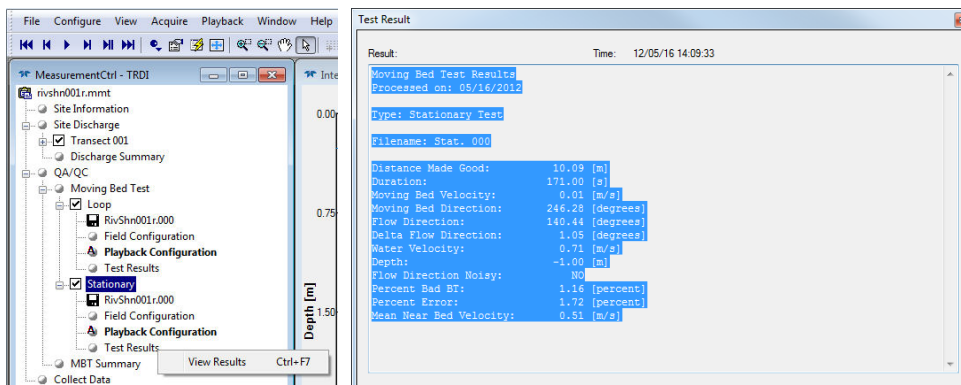 File Configure View Acquire Playback Window Help
MeasurementCtrl - TRDI
rivshn001r.mmt
Site Information
Site Discharge
Transect 001
Discharge Summary
QA/QC
Moving Bed Test
Loop
RivShn001r.000
Field Configuration
Playback Configuration
Test Results
Stationary
RivShn001r.000
Field Configuration
Playback Configuration
Test Results
View Results Ctrl+F7
MBT Summary
Collect Data
Inte
0.00
0.75
1.50
Depth [m]
Test Result
Result: Time: 12/05/16 14:09:33
Moving Bed Test Results
Processed on: 05/16/2012
Type: Stationary Test
Filename: Stat. 000
Distance Made Good: 10.09 [m]
Duration: 171.00 [s]
Moving Bed Velocity: 0.01 [m/s]
Moving Bed Direction: 246.28 [degrees]
Flow Direction: 140.44 [degrees]
Delta Flow Direction: 1.05 [degrees]
Water Velocity: 0.71 [m/s]
Depth: -1.00 [m]
Flow Direction Noisy: NO
Percent Bad BT: 1.16 [percent]
Percent Error: 1.72 [percent]
Mean Near Bed Velocity: 0.51 [m/s]